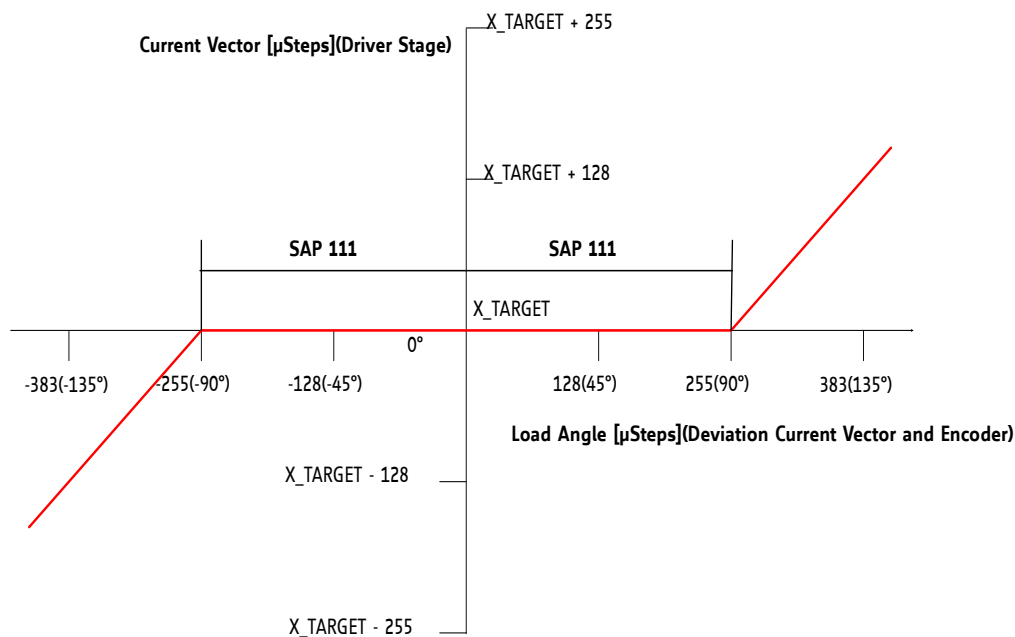 X_TARGET + 255
Current Vector [µSteps](Driver Stage)
X_TARGET + 128
SAP 111 SAP 111
X_TARGET
0°
-383(-135°) -255(-90°) -128(-45°) 128(45°) 255(90°) 383(135°)
Load Angle [µSteps](Deviation Current Vector and Encoder)
X_TARGET - 128
X_TARGET - 255